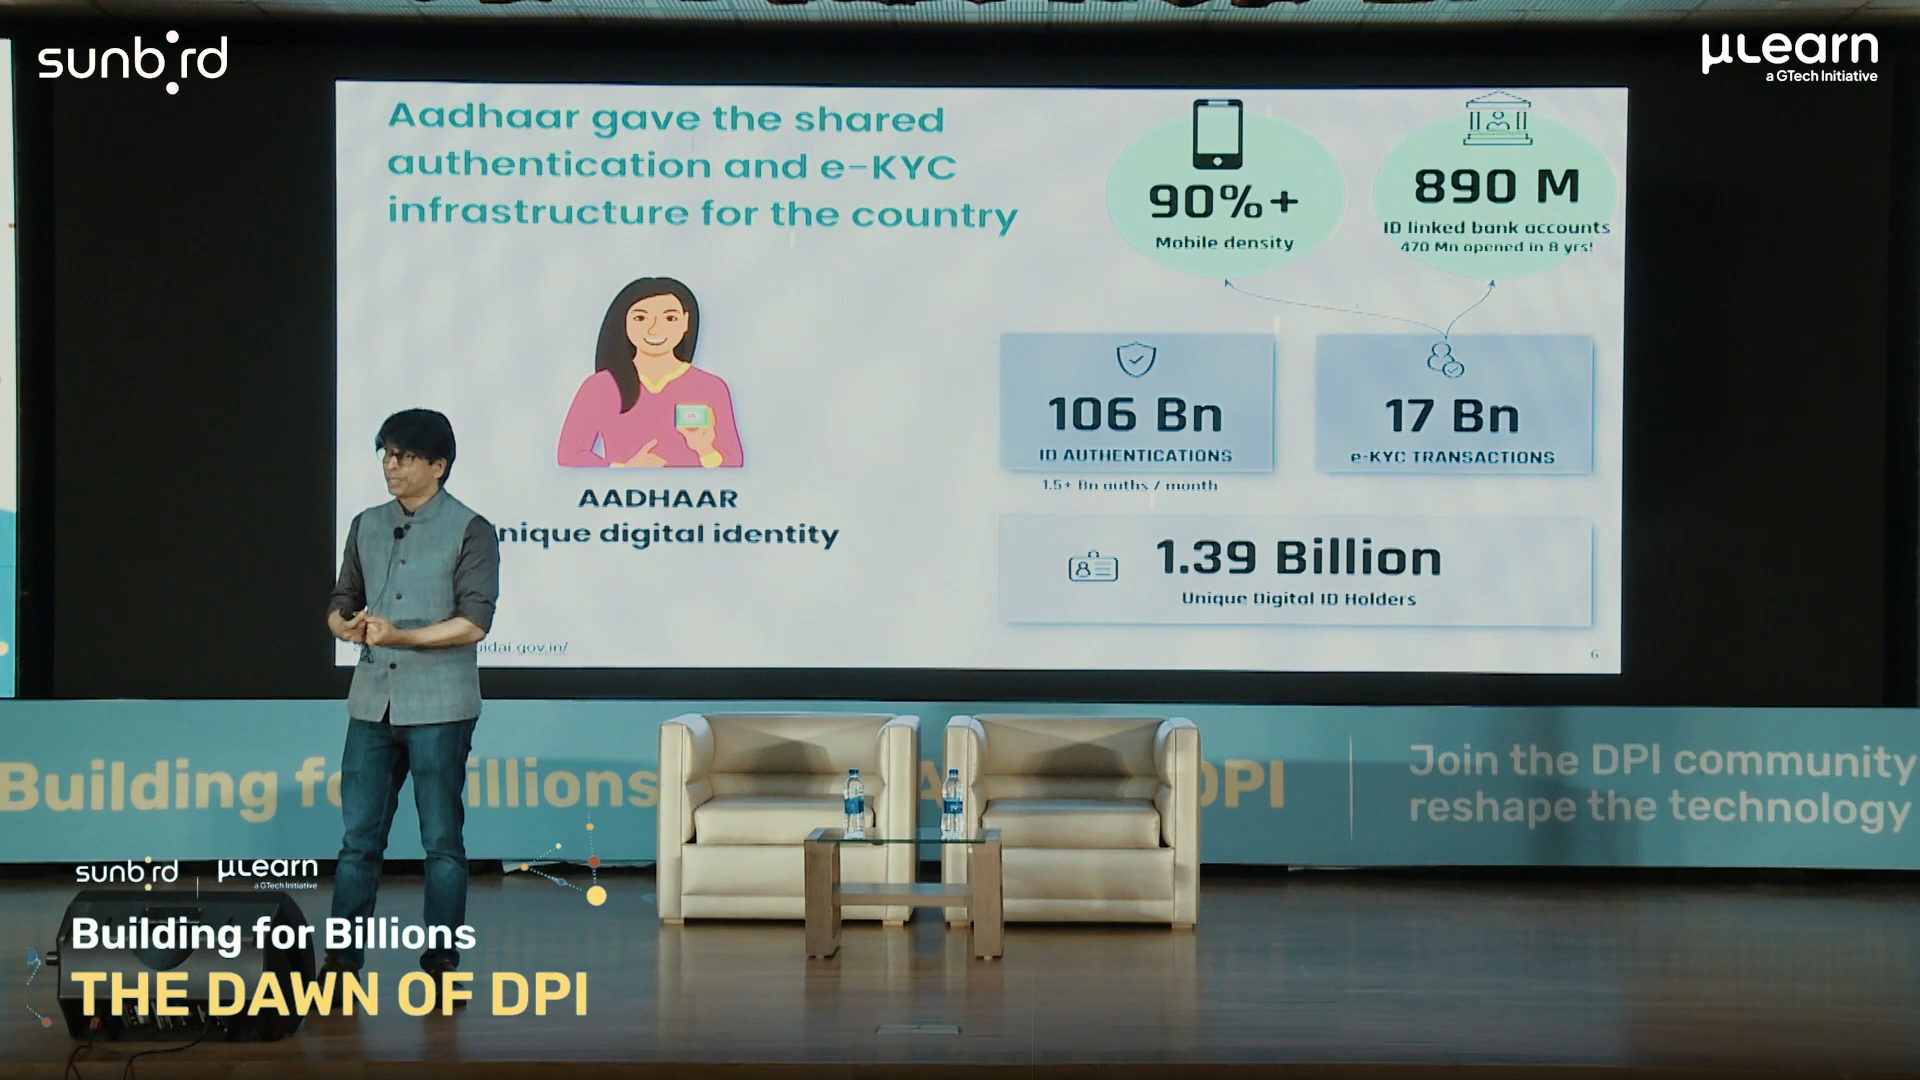 sunbird
µLearn
a GTech Initiative
Aadhaar gave the shared
authentication and e-KYC
infrastructure for the country
90%+
Mobile density
890 M
ID linked bank accounts
470 Mn opened in 8 yrs!
106 Bn
ID AUTHENTICATIONS
1.5+ Bn auths / month
17 Bn
e-KYC TRANSACTIONS
AADHAAR
nique digital identity
1.39 Billion
Unique Digital ID Holders
uidai.gov.in/
6
Building for Billions DPI
Join the DPI community
reshape the technology
sunbird
µLearn
a GTech Initiative
Building for Billions
THE DAWN OF DPI